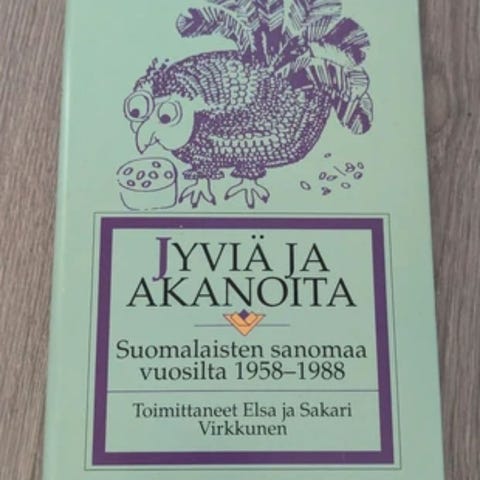 JYVIÄ JA
AKANOITA
Suomalaisten sanomaa
vuosilta 1958–1988
Toimittaneet Elsa ja Sakari
Virkkunen